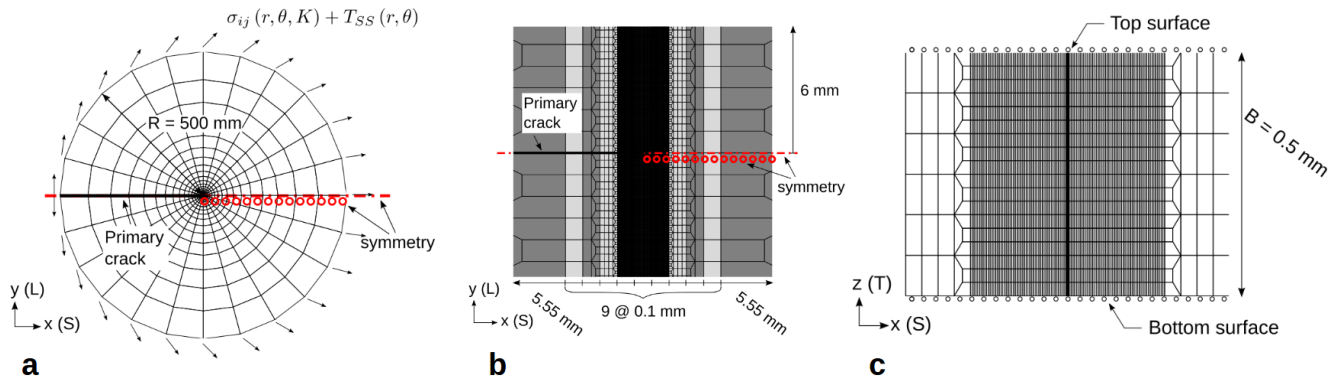 σij (r, θ, K) + TSS (r, θ)
a
R = 500 mm
Primary
crack
symmetry
y (L)
x (S)
a
b
Primary
crack
6 mm
symmetry
y (L)
x (S)
5.55 mm
9 @ 0.1 mm
5.55 mm
b
c
Top surface
B = 0.5 mm
z (T)
x (S)
Bottom surface
c